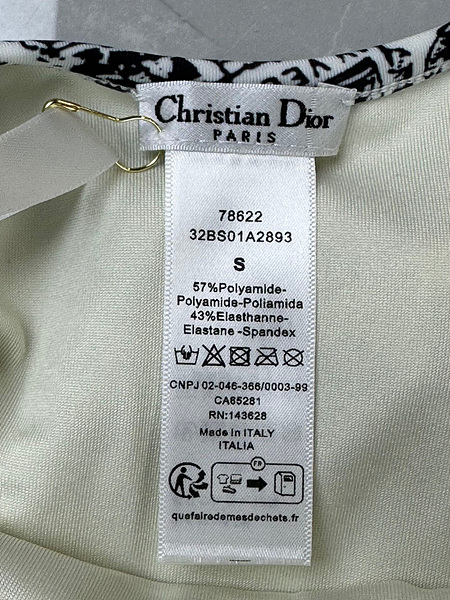 Christian Dior
PARIS
78622
32BS01A2893
S
57%Polyamide-
Polyamide-Poliamida
43%Elasthanne-
Elastane -Spandex
CNPJ 02-046-366/0003-99
CA65281
RN:143628
Made In ITALY
ITALIA
FR
quefairedemesdechets.fr